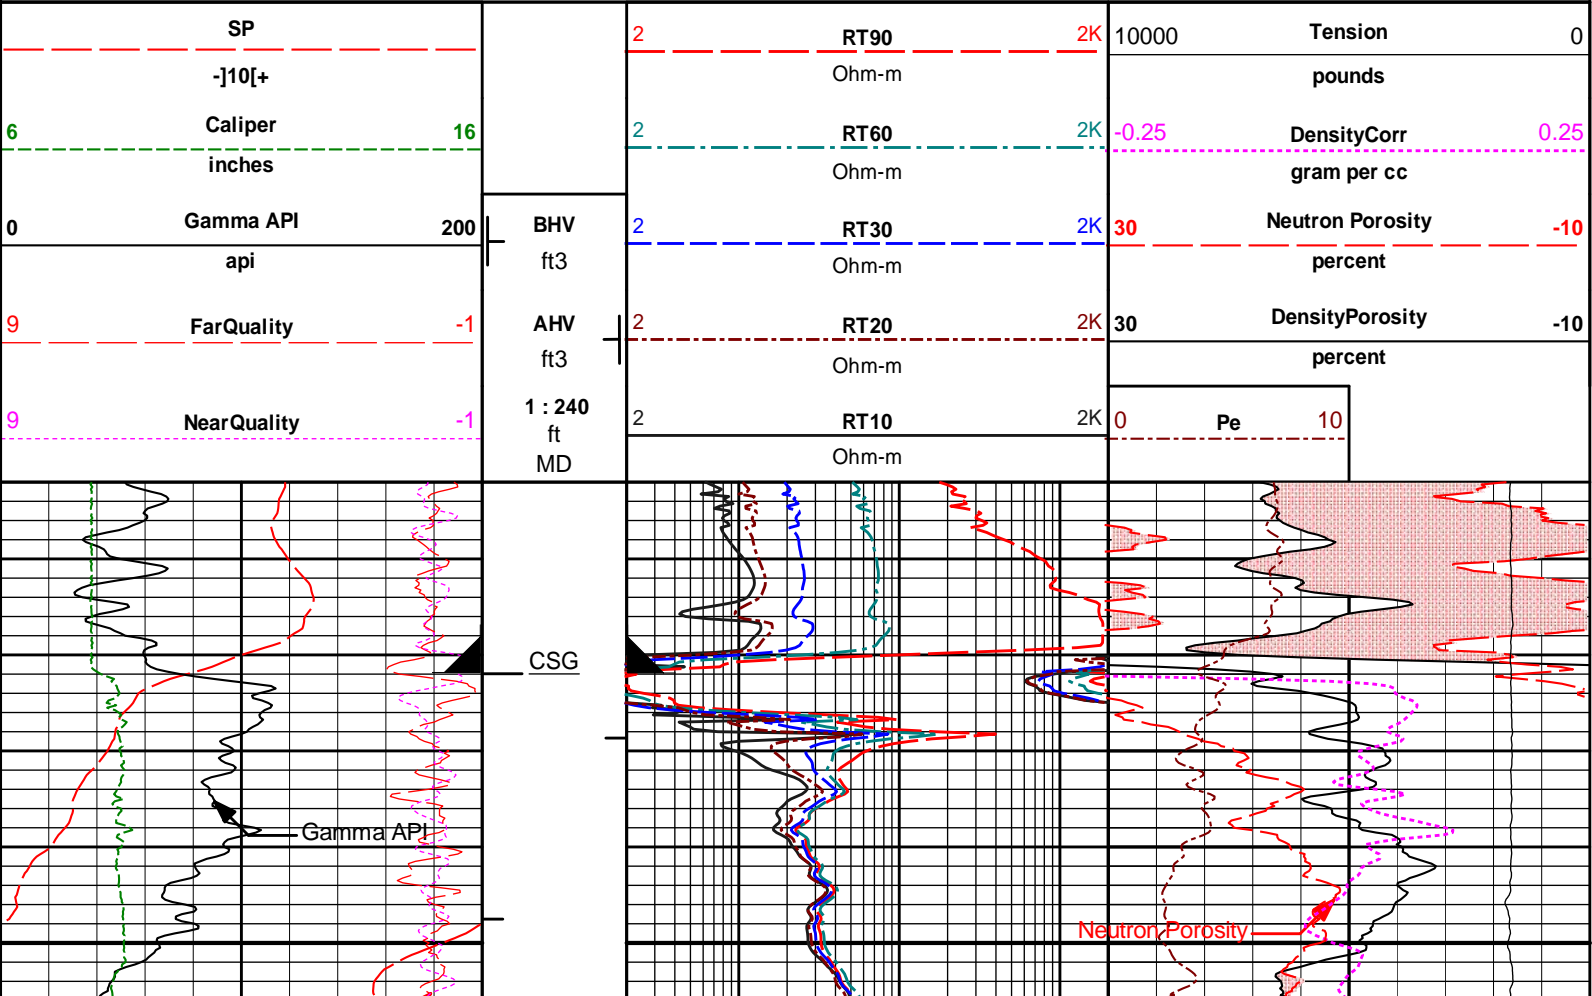 SP
-]10[+
6 Caliper 16
inches
0 Gamma API 200
api
9 FarQuality -1
9 NearQuality -1
BHV
ft3
AHV
ft3
1 : 240
ft
MD
2 RT90 2K
Ohm-m
2 RT60 2K
Ohm-m
2 RT30 2K
Ohm-m
2 RT20 2K
Ohm-m
2 RT10 2K
Ohm-m
10000 Tension 0
pounds
-0.25 DensityCorr 0.25
gram per cc
30 Neutron Porosity -10
percent
30 DensityPorosity -10
percent
0 Pe 10
CSG
Gamma API
Neutron Porosity